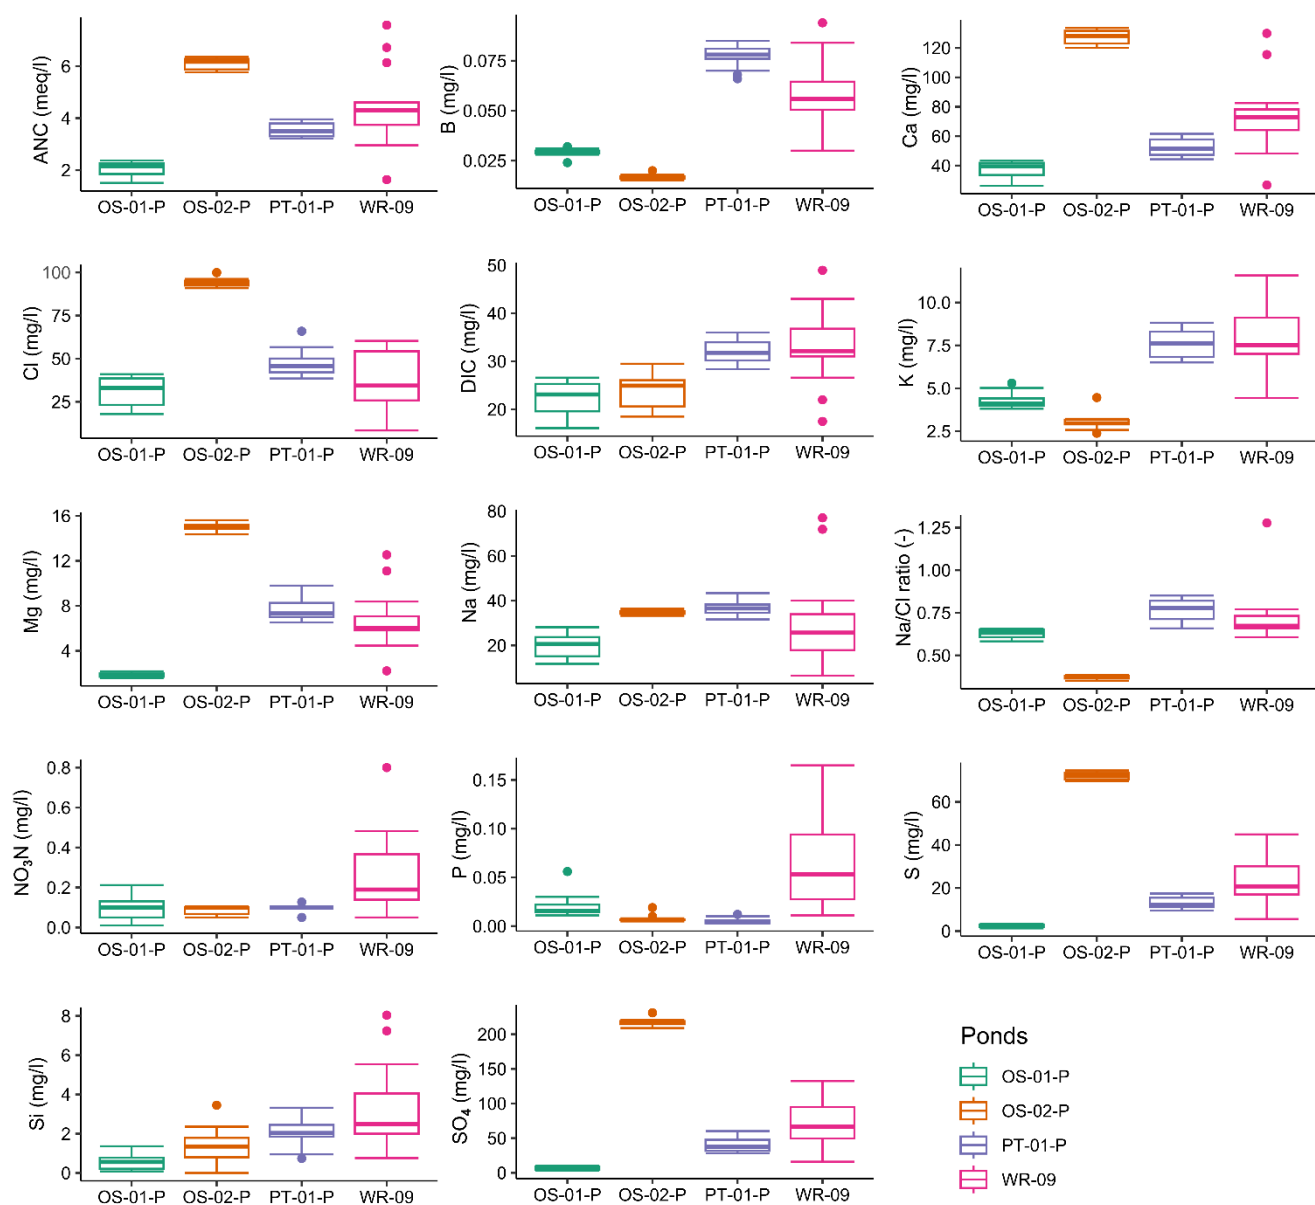 ANC (meq/l)
6
4
2
OS-01-P OS-02-P PT-01-P WR-09
B (mg/l)
0.075
0.050
0.025
OS-01-P OS-02-P PT-01-P WR-09
Ca (mg/l)
120
100
80
60
40
OS-01-P OS-02-P PT-01-P WR-09
Cl (mg/l)
100
75
50
25
OS-01-P OS-02-P PT-01-P WR-09
DIC (mg/l)
50
40
30
20
OS-01-P OS-02-P PT-01-P WR-09
K (mg/l)
10.0
7.5
5.0
2.5
OS-01-P OS-02-P PT-01-P WR-09
Mg (mg/l)
16
12
8
4
OS-01-P OS-02-P PT-01-P WR-09
Na (mg/l)
80
60
40
20
OS-01-P OS-02-P PT-01-P WR-09
Na/Cl ratio (-)
1.25
1.00
0.75
0.50
OS-01-P OS-02-P PT-01-P WR-09
NO₃N (mg/l)
0.8
0.6
0.4
0.2
0.0
OS-01-P OS-02-P PT-01-P WR-09
P (mg/l)
0.15
0.10
0.05
0.00
OS-01-P OS-02-P PT-01-P WR-09
S (mg/l)
60
40
20
0
OS-01-P OS-02-P PT-01-P WR-09
Si (mg/l)
8
6
4
2
0
OS-01-P OS-02-P PT-01-P WR-09
SO₄ (mg/l)
200
150
100
50
0
OS-01-P OS-02-P PT-01-P WR-09
Ponds
OS-01-P
OS-02-P
PT-01-P
WR-09